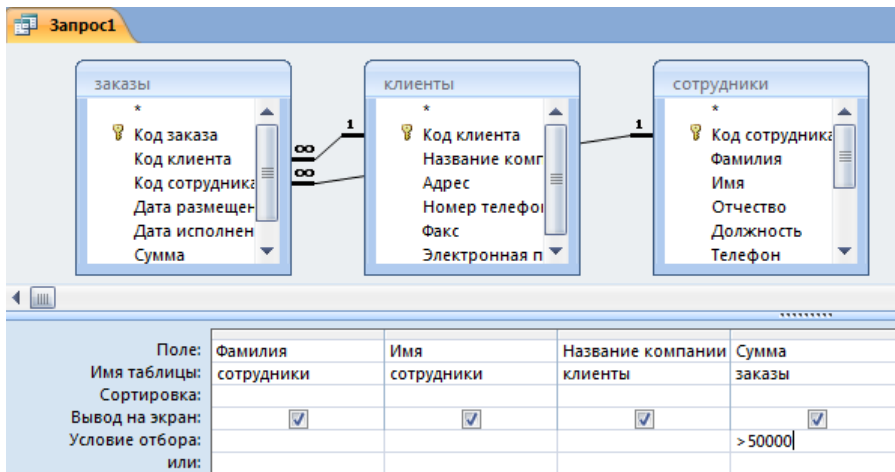 Запрос1
заказы
*
Код заказа
Код клиента
Код сотрудника
Дата размещен
Дата исполнен
Сумма
∞
∞
1
клиенты
*
Код клиента
Название комп
Адрес
Номер телефо
Факс
Электронная п
1
сотрудники
*
Код сотрудника
Фамилия
Имя
Отчество
Должность
Телефон
Поле: Фамилия Имя Название компании Сумма
Имя таблицы: сотрудники сотрудники клиенты заказы
Сортировка:
Вывод на экран:
Условие отбора: >50000
или: